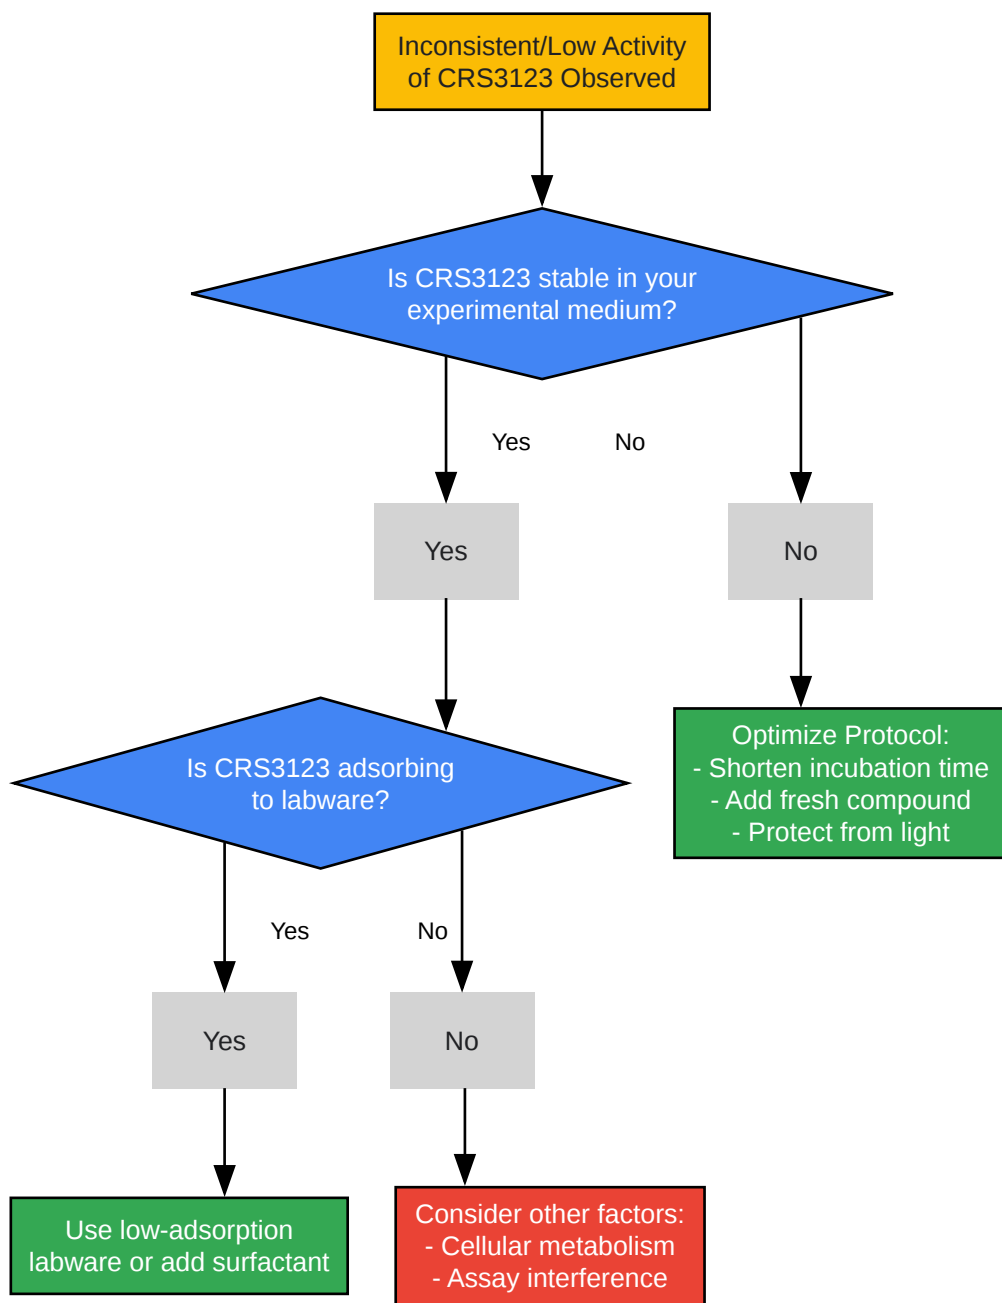 Inconsistent/Low Activity
of CRS3123 Observed
Is CRS3123 stable in your
experimental medium?
Yes
No
Yes
No
Optimize Protocol:
- Shorten incubation time
- Add fresh compound
- Protect from light
Is CRS3123 adsorbing
to labware?
Yes
No
Yes
No
Use low-adsorption
labware or add surfactant
Consider other factors:
- Cellular metabolism
- Assay interference